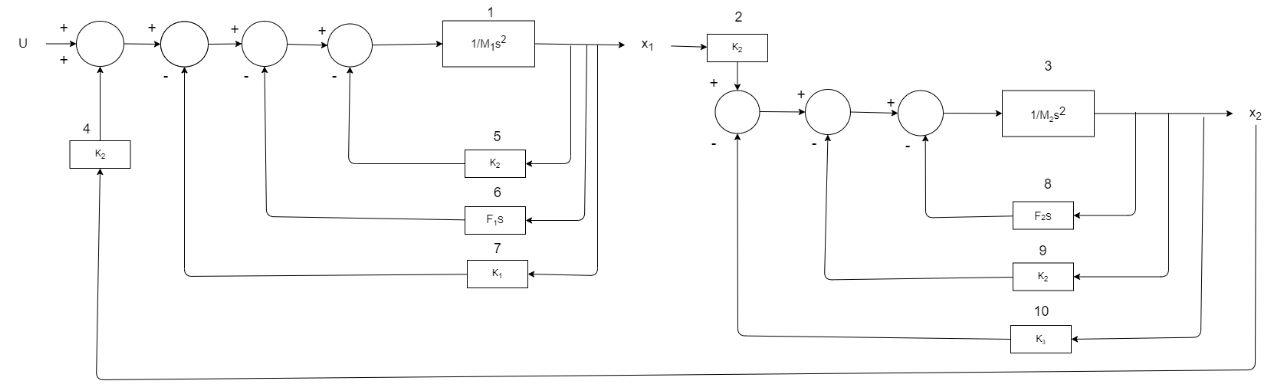 1
2
U
+
+
+
-
+
-
+
-
1/M₁s²
x₁
K₂
3
+
-
+
-
+
-
1/M₂s²
x₂
4
K₂
5
K₂
6
F₁s
7
K₁
8
F₂s
9
K₂
10
K₃